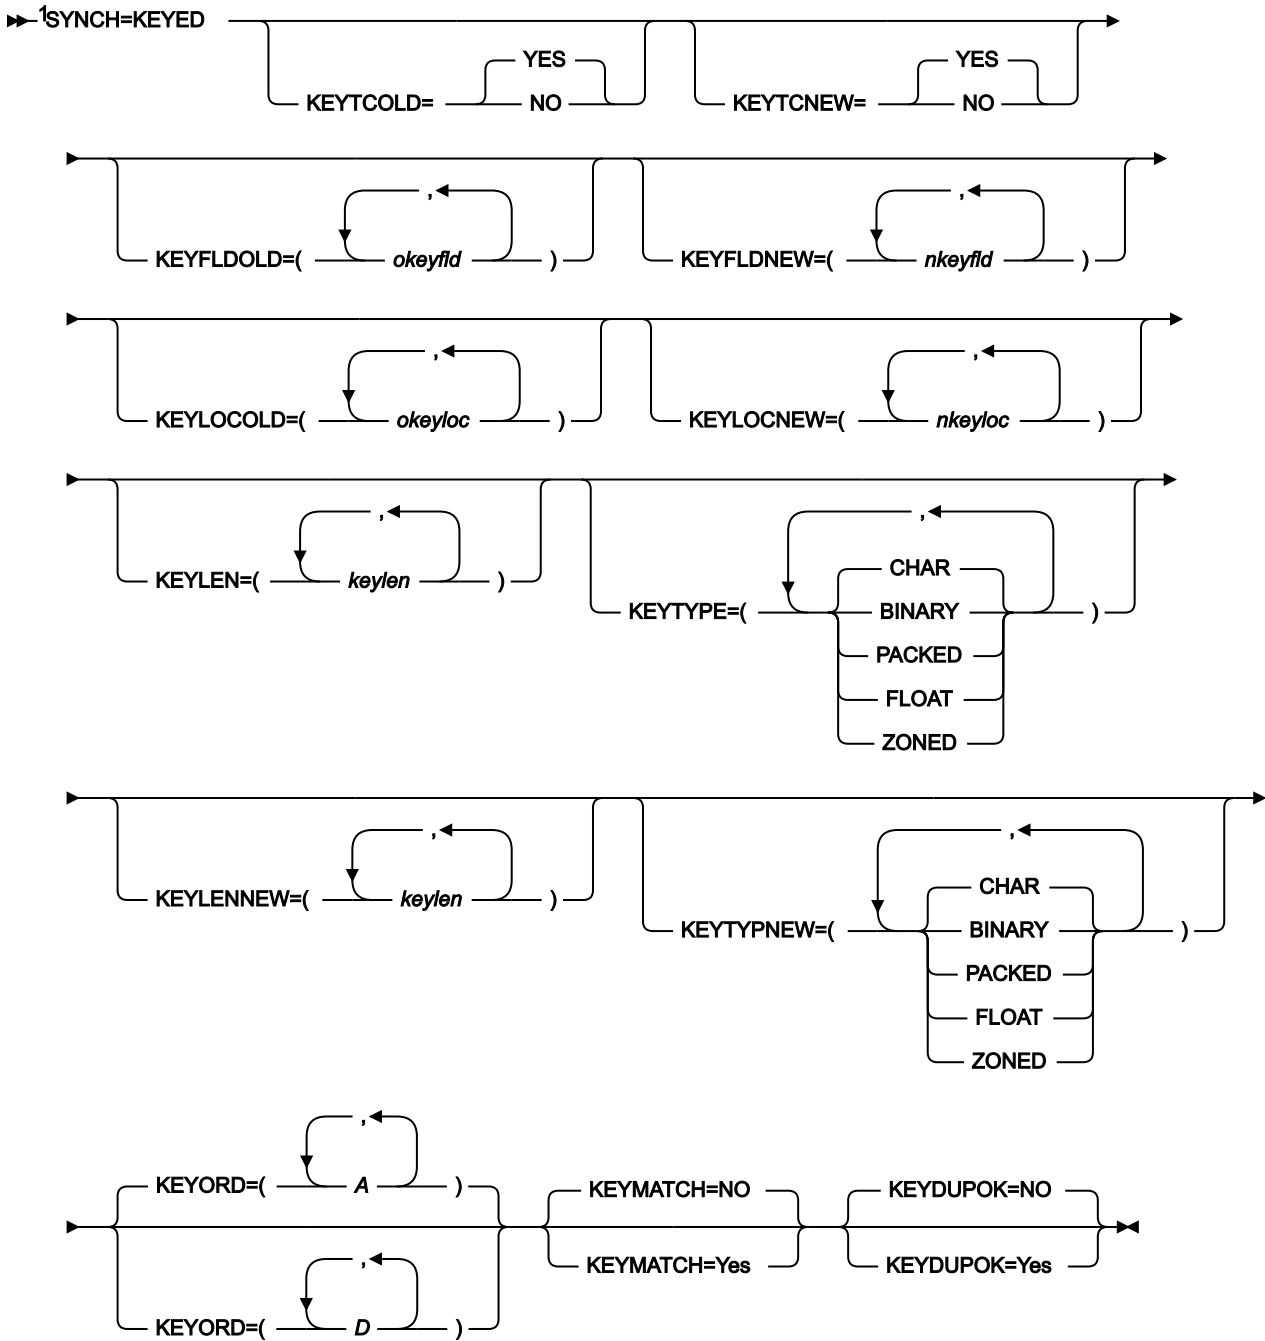 1
SYNCH=KEYED
YES YES
KEYTCOLD= NO KEYTCNEW= NO
, ,
KEYFLDOLD=( okeyfld ) KEYFLDNEW=( nkeyfld )
, ,
KEYLOCOLD=( okeyloc ) KEYLOCNEW=( nkeyloc )
, ,
CHAR
KEYLEN=( keylen )
KEYTYPE=( BINARY )
PACKED
FLOAT
ZONED
, ,
CHAR
KEYLENNEW=( keylen )
KEYTYPNEW=( BINARY )
PACKED
FLOAT
ZONED
,
KEYORD=( A ) KEYMATCH=NO KEYDUPOK=NO
, KEYMATCH=Yes KEYDUPOK=Yes
KEYORD=( D )